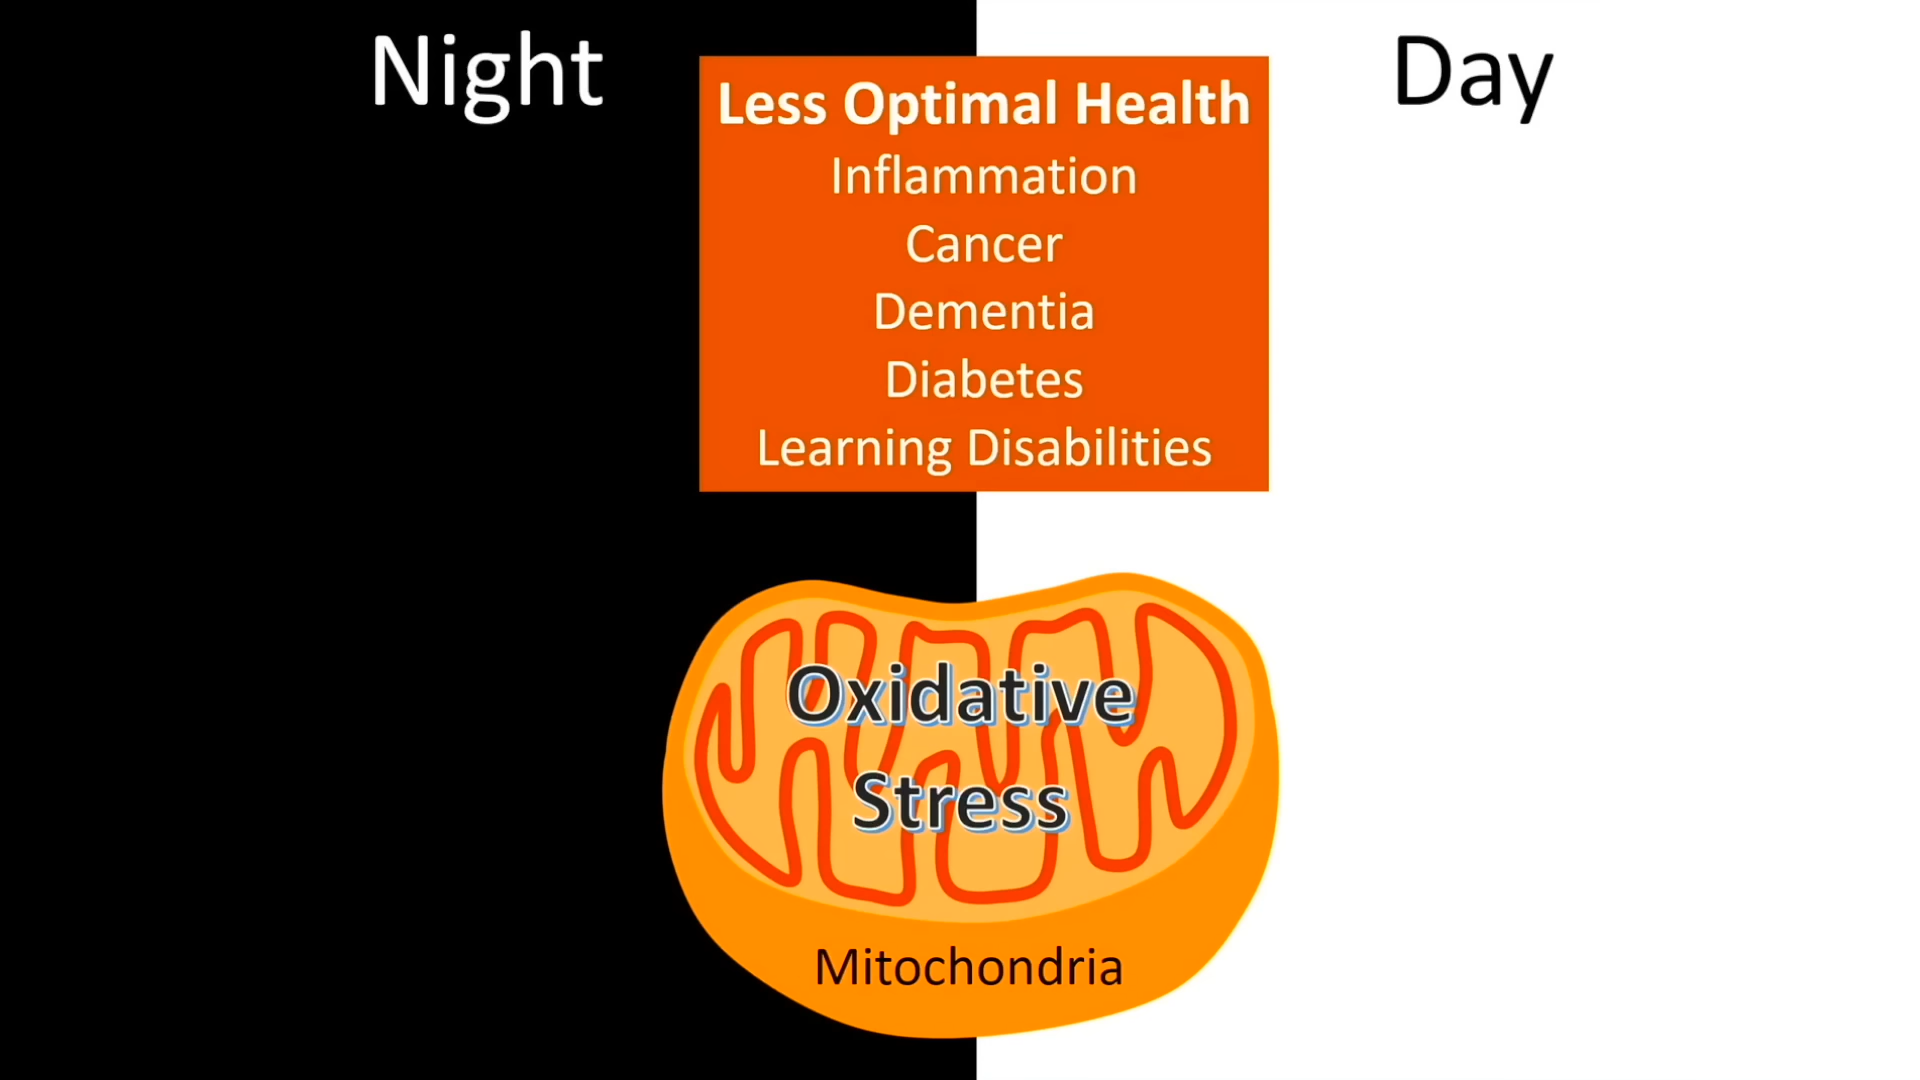 Night
Day
Less Optimal Health
Inflammation
Cancer
Dementia
Diabetes
Learning Disabilities
Oxidative
Stress
Mitochondria